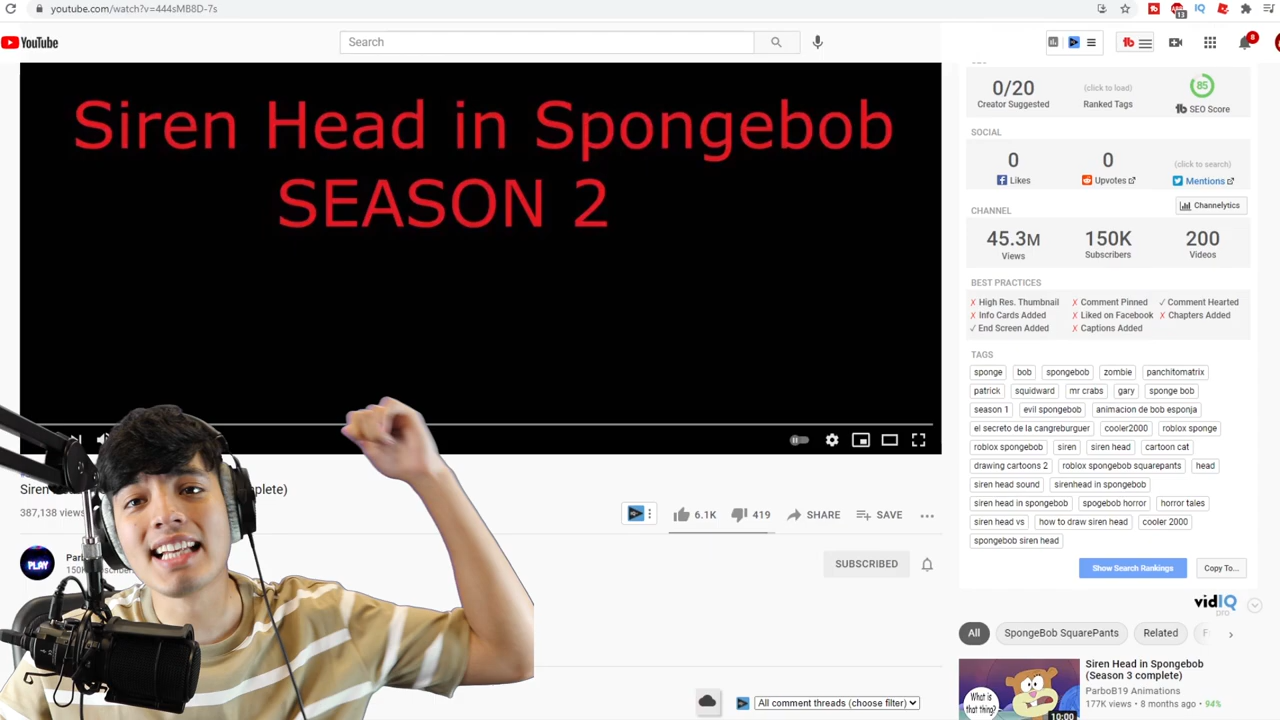 youtube.com/watch?v=444sMB8D-7s
13
YouTube
Search
8
Siren Head in Spongebob
SEASON 2
0/20
Creator Suggested
(click to load)
Ranked Tags
85
tb SEO Score
SOCIAL
0
Likes
0
Upvotes
(click to search)
Mentions
CHANNEL
Channelytics
45.3M
Views
150K
Subscribers
200
Videos
BEST PRACTICES
✗ High Res. Thumbnail ✗ Comment Pinned ✓ Comment Hearted
✗ Info Cards Added ✗ Liked on Facebook ✗ Chapters Added
✓ End Screen Added ✗ Captions Added
TAGS
sponge bob spongebob zombie panchitomatrix
patrick squidward mr crabs gary sponge bob
season 1 evil spongebob animacion de bob esponja
el secreto de la cangreburguer cooler2000 roblox sponge
roblox spongebob siren siren head cartoon cat
drawing cartoons 2 roblox spongebob squarepants head
siren head sound sirenhead in spongebob
siren head in spongebob spogebob horror horror tales
siren head vs how to draw siren head cooler 2000
spongebob siren head
Show Search Rankings Copy To...
vidIQ
PRO
Siren
387,138 views
6.1K 419 SHARE SAVE
PLAY
150K
SUBSCRIBED
All SpongeBob SquarePants Related
What is that thing?
10:00
Siren Head in Spongebob
(Season 3 complete)
ParboB19 Animations
177K views • 8 months ago • 94%
All comment threads (choose filter)